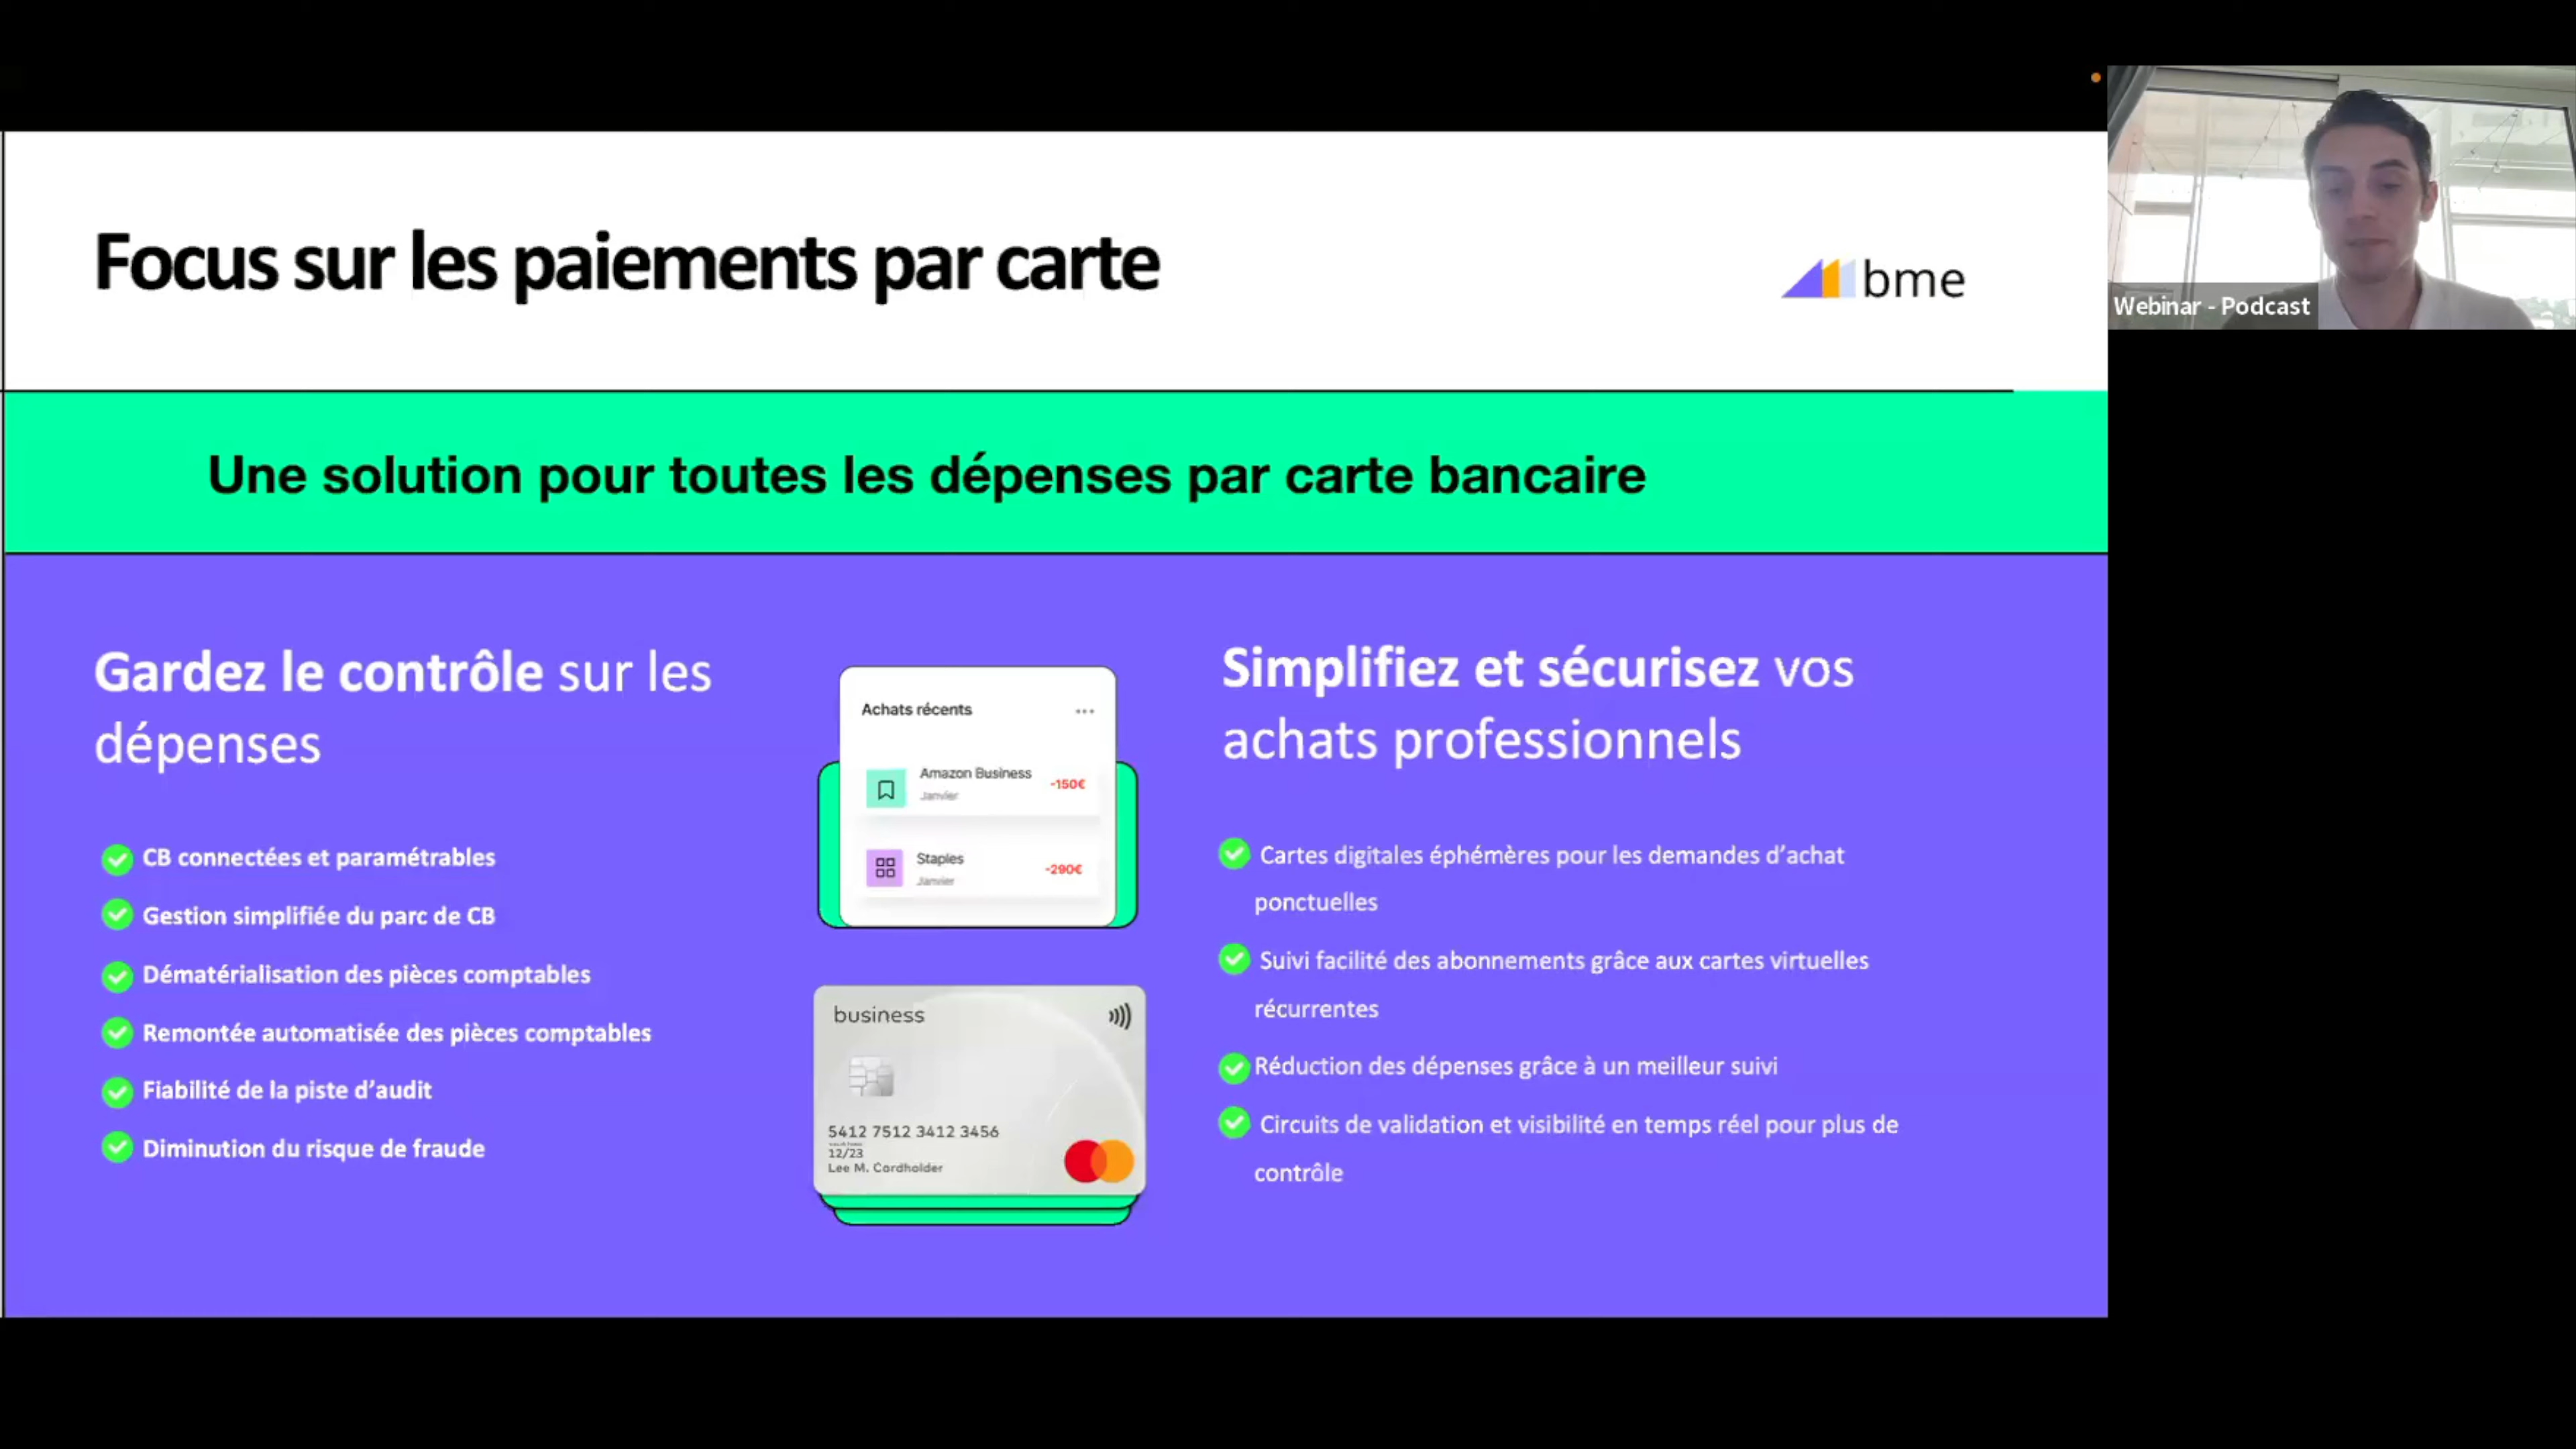 Focus sur les paiements par carte
bme
Webinar - Podcast
Une solution pour toutes les dépenses par carte bancaire
Gardez le contrôle sur les
dépenses
CB connectées et paramétrables
Gestion simplifiée du parc de CB
Dématérialisation des pièces comptables
Remontée automatisée des pièces comptables
Fiabilité de la piste d’audit
Diminution du risque de fraude
Achats récents
Amazon Business
Janvier
-150€
Staples
Janvier
-290€
business
5412 7512 3412 3456
12/23
Lee M. Cardholder
Simplifiez et sécurisez vos
achats professionnels
Cartes digitales éphémères pour les demandes d’achat
ponctuelles
Suivi facilité des abonnements grâce aux cartes virtuelles
récurrentes
Réduction des dépenses grâce à un meilleur suivi
Circuits de validation et visibilité en temps réel pour plus de
contrôle